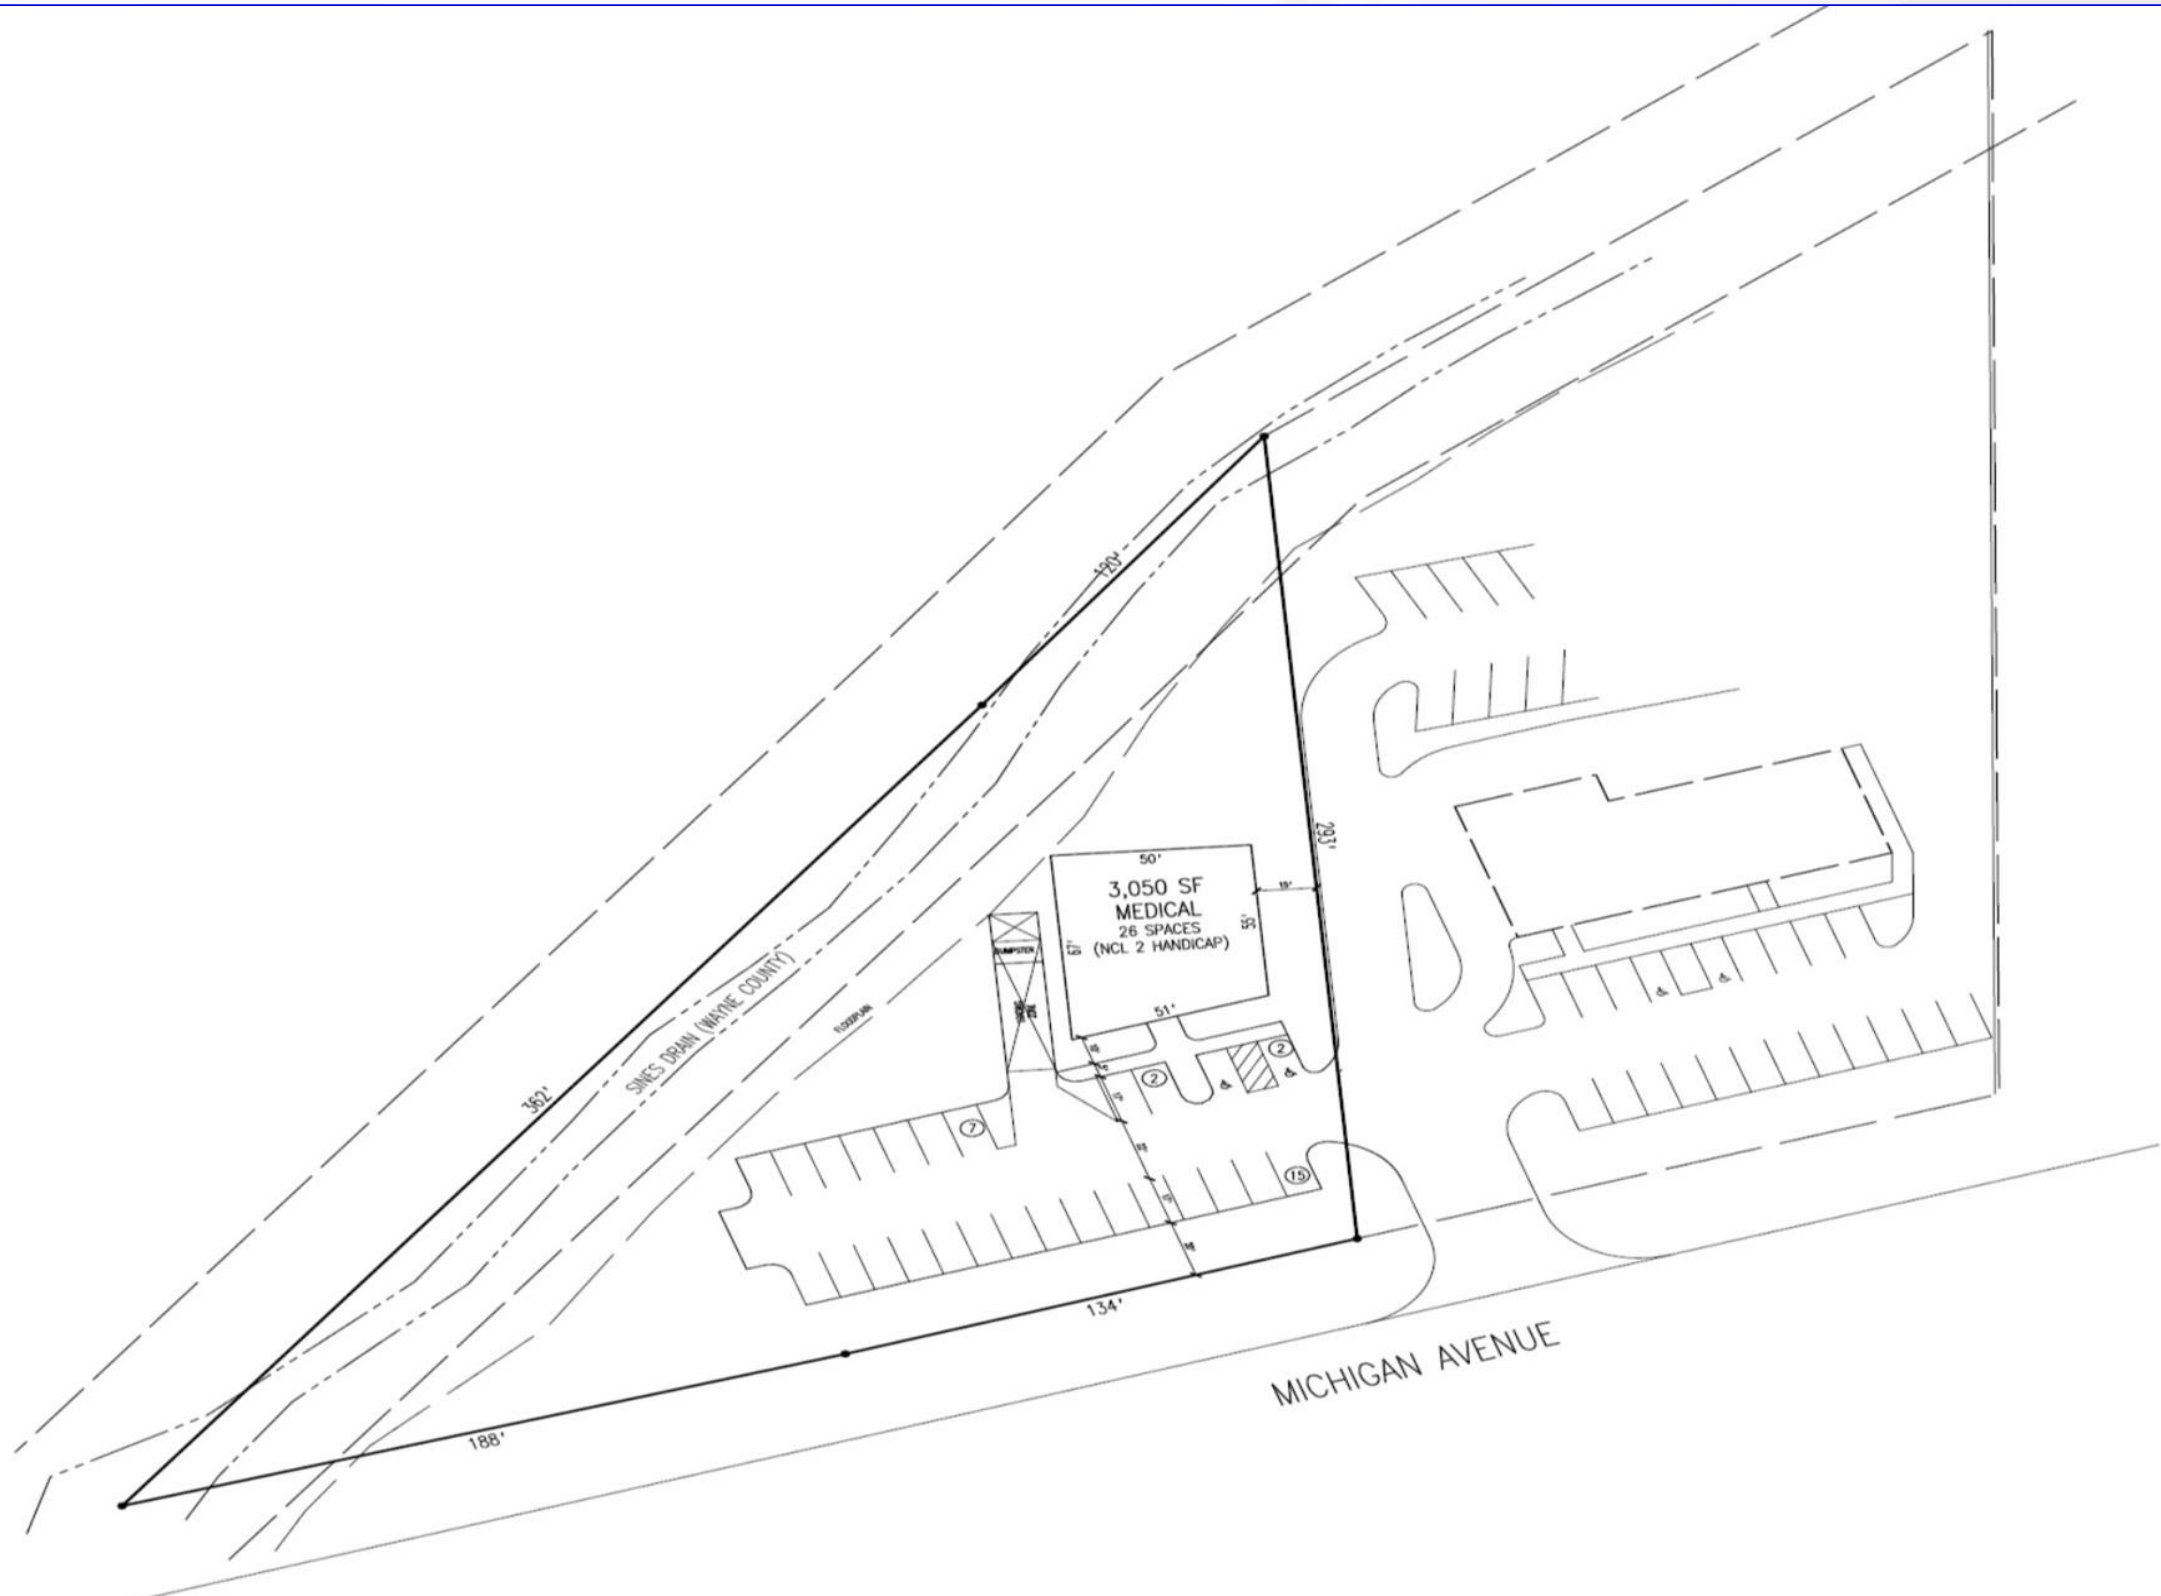 120'
293'
50'
3,050 SF
MEDICAL
26 SPACES
(NCL 2 HANDICAP)
67'
55'
15'
51'
DUMPSTER
FLOODPLAIN
SINES DRAIN (WAYNE COUNTY)
362'
2
2
7
15
134'
188'
MICHIGAN AVENUE